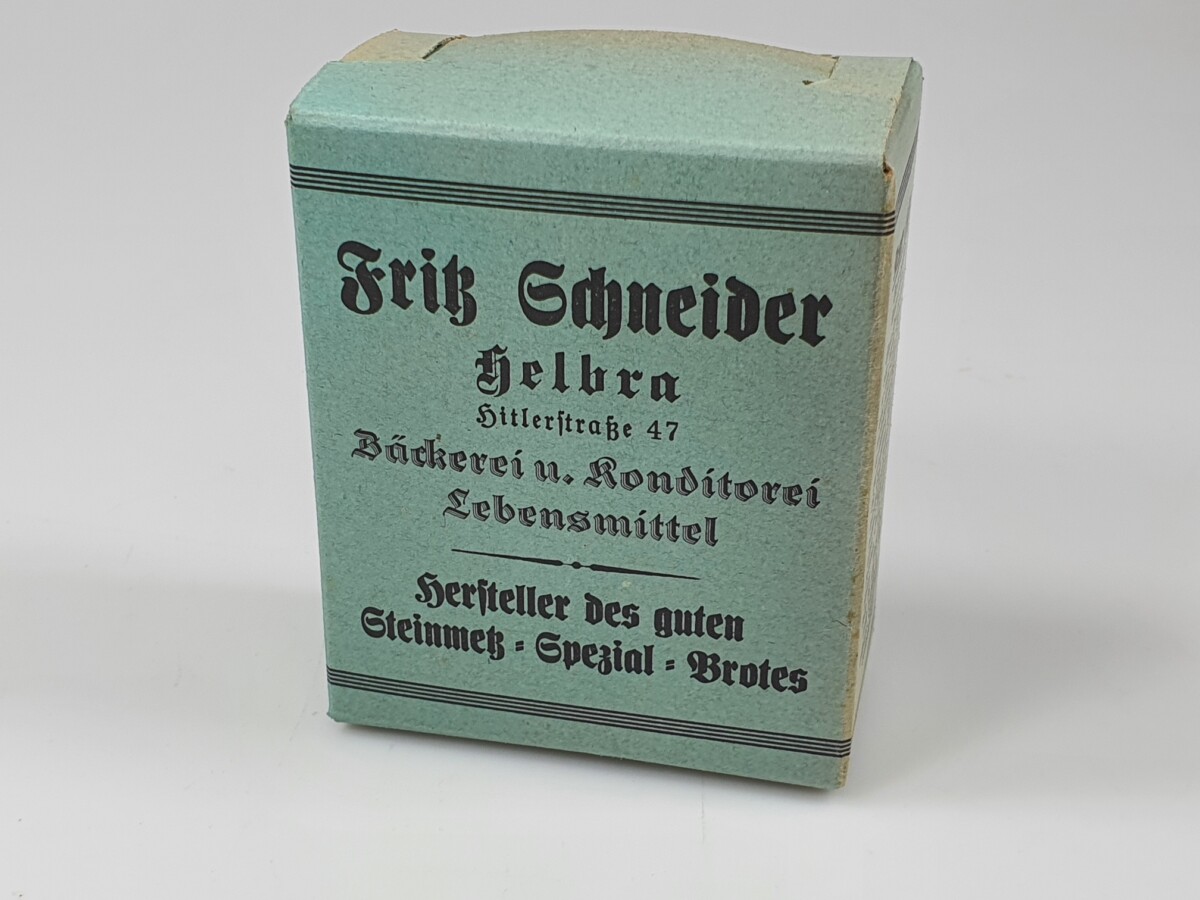 Fritz Schneider
Helbra
Hitlerſtraße 47
Bäckerei u. Konditorei
Lebensmittel
Herſteller des guten
Steinmetz-Spezial-Brotes